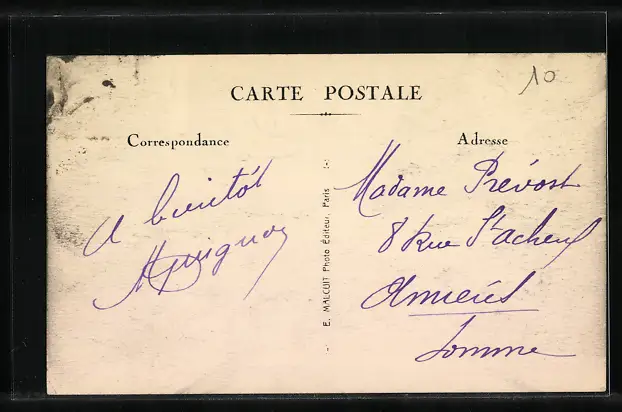 10
CARTE POSTALE
Correspondance
A bientôt
Adresse
Madame Prévost
8 Rue St Acheul
Amiens
Somme
E. MALCUIT Photo Éditeur, Paris